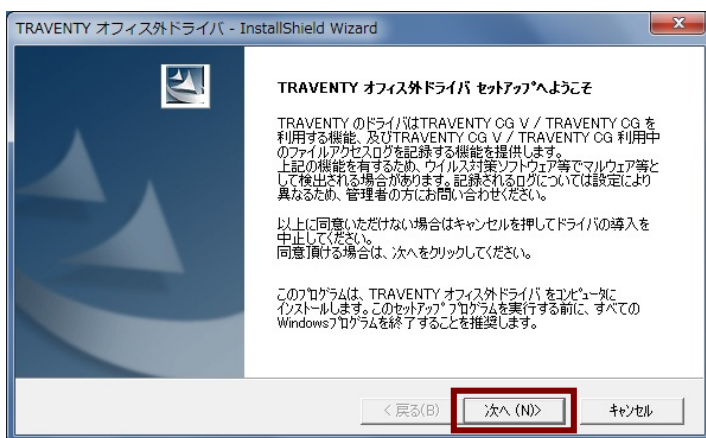 TRAVENTY オフィス外ドライバ - InstallShield Wizard
TRAVENTY オフィス外ドライバ セットアップへようこそ
TRAVENTY のドライバはTRAVENTY CG V / TRAVENTY CG を
利用する機能、及びTRAVENTY CG V / TRAVENTY CG 利用中
のファイルアクセスログを記録する機能を提供します。
上記の機能を有するため、ウイルス対策ソフトウェア等でマルウェア等と
して検出される場合があります。記録されるログについては設定により
異なるため、管理者の方にお問い合わせください。
以上に同意いただけない場合はキャンセルを押してドライバの導入を
中止してください。
同意頂ける場合は、次へをクリックしてください。
このプログラムは、TRAVENTY オフィス外ドライバ をコンピュータに
インストールします。このセットアップ プログラムを実行する前に、すべての
Windowsプログラムを終了することを推奨します。
< 戻る(B)
次へ (N)>
キャンセル